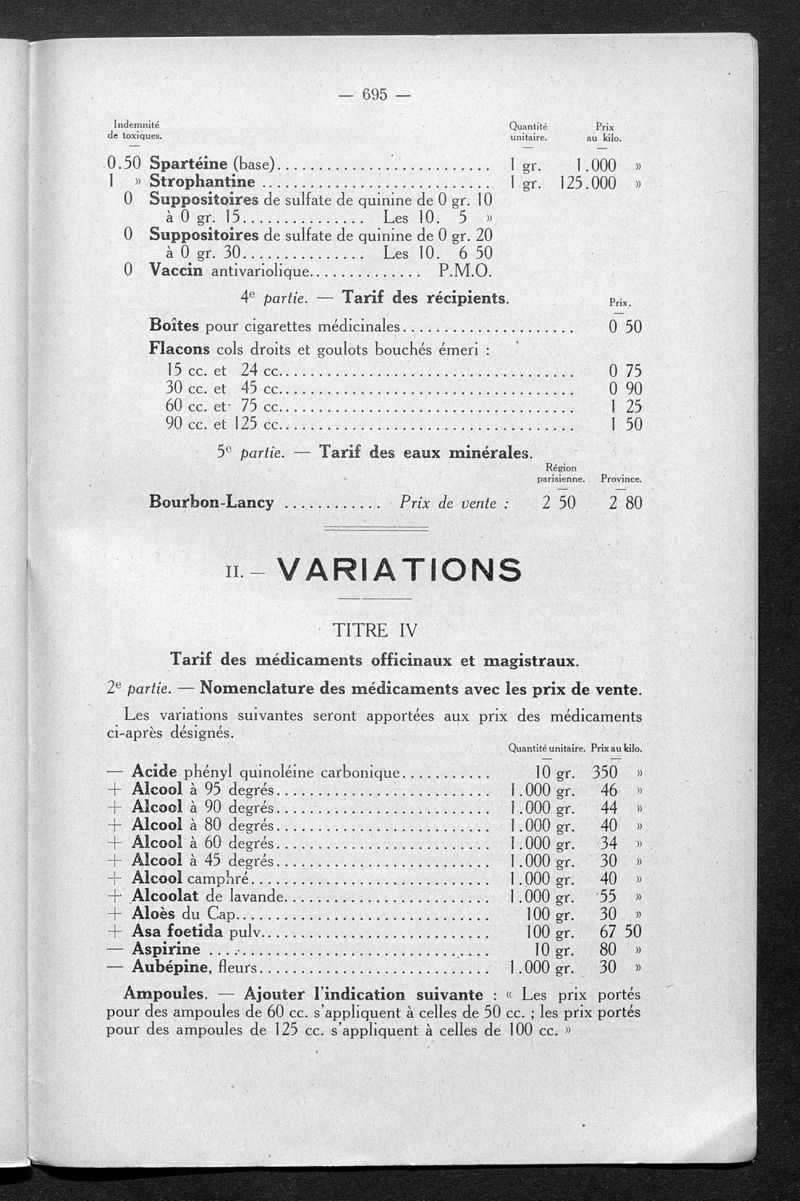 — 695 —
Indemnité de toxiques. Quantité unitaire. Prix au kilo.
0.50 Spartéine (base)......................... 1 gr. 1.000 »
1 » Strophantine ........................... 1 gr. 125.000 »
0 Suppositoires de sulfate de quinine de 0 gr. 10
à 0 gr. 15............... Les 10. 5 »
0 Suppositoires de sulfate de quinine de 0 gr. 20
à 0 gr. 30............... Les 10. 6 50
0 Vaccin antivariolique.............. P.M.O.
4e partie. — Tarif des récipients. Prix.
Boîtes pour cigarettes médicinales..................... 0 50
Flacons cols droits et goulots bouchés émeri :
15 cc. et 24 cc.................................... 0 75
30 cc. et 45 cc.................................... 0 90
60 cc. et 75 cc.................................... 1 25
90 cc. et 125 cc.................................... 1 50
5e partie. — Tarif des eaux minérales.
Région parisienne. Province.
Bourbon-Lancy ............ Prix de vente : 2 50 2 80
II. — VARIATIONS
TITRE IV
Tarif des médicaments officinaux et magistraux.
2e partie. — Nomenclature des médicaments avec les prix de vente.
Les variations suivantes seront apportées aux prix des médicaments
ci-après désignés.
Quantité unitaire. Prix au kilo.
— Acide phényl quinoléine carbonique........... 10 gr. 350 »
+ Alcool à 95 degrés.......................... 1.000 gr. 46 »
+ Alcool à 90 degrés.......................... 1.000 gr. 44 »
+ Alcool à 80 degrés.......................... 1.000 gr. 40 »
+ Alcool à 60 degrés.......................... 1.000 gr. 34 »
+ Alcool à 45 degrés.......................... 1.000 gr. 30 »
+ Alcool camphré............................. 1.000 gr. 40 »
+ Alcoolat de lavande......................... 1.000 gr. 55 »
+ Aloès du Cap............................... 100 gr. 30 »
+ Asa foetida pulv............................ 100 gr. 67 50
— Aspirine .................................. 10 gr. 80 »
— Aubépine, fleurs............................ 1.000 gr. 30 »
Ampoules. — Ajouter l'indication suivante : « Les prix portés
pour des ampoules de 60 cc. s'appliquent à celles de 50 cc. ; les prix portés
pour des ampoules de 125 cc. s'appliquent à celles de 100 cc. »